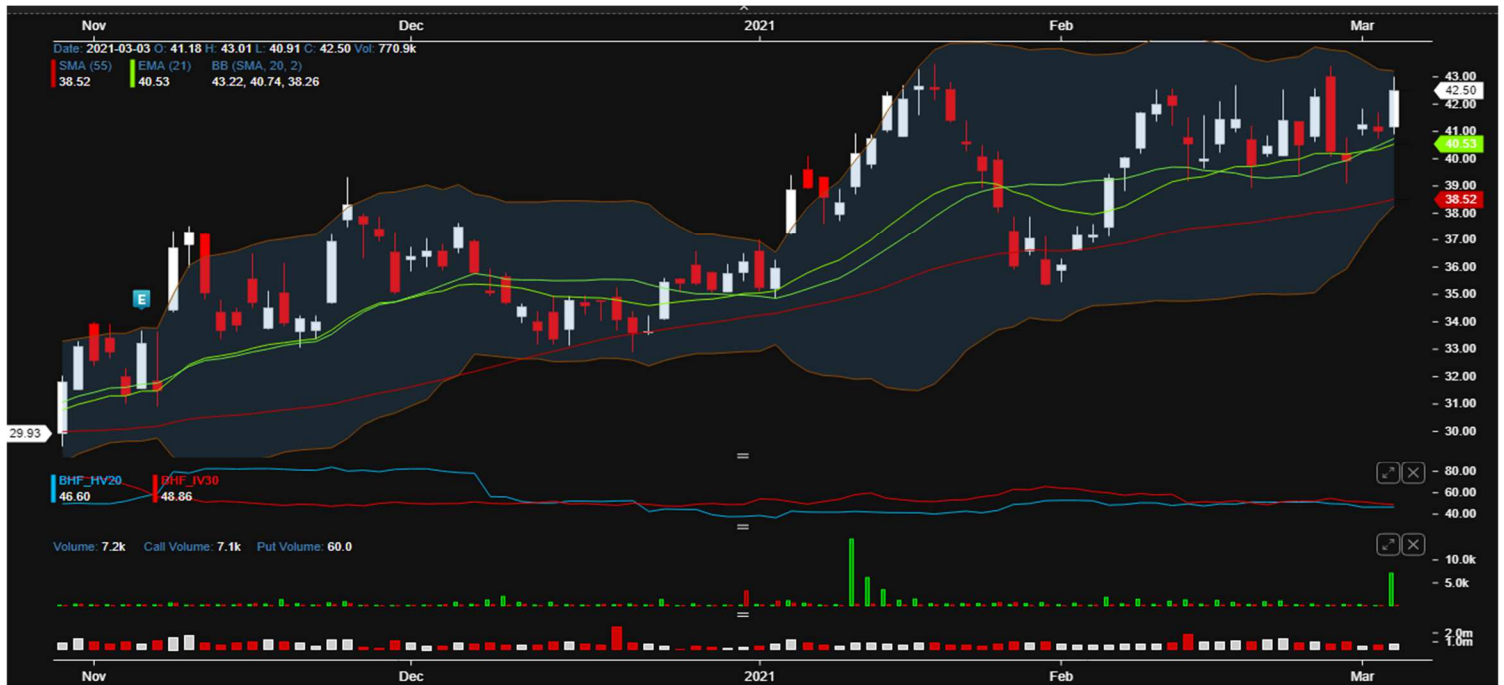 Nov Dec 2021 Feb Mar
Date: 2021-03-03 O: 41.18 H: 43.01 L: 40.91 C: 42.50 Vol: 770.9k
SMA (55) EMA (21) BB (SMA, 20, 2)
38.52 40.53 43.22, 40.74, 38.26
E
43.00
42.50
42.00
41.00
40.53
40.00
39.00
38.52
38.00
37.00
36.00
35.00
34.00
33.00
32.00
31.00
30.00
29.93
BHF_HV20 BHF_IV30
46.60 48.86
80.00
60.00
40.00
Volume: 7.2k Call Volume: 7.1k Put Volume: 60.0
10.0k
5.0k
2.0m
1.0m
Nov Dec 2021 Feb Mar